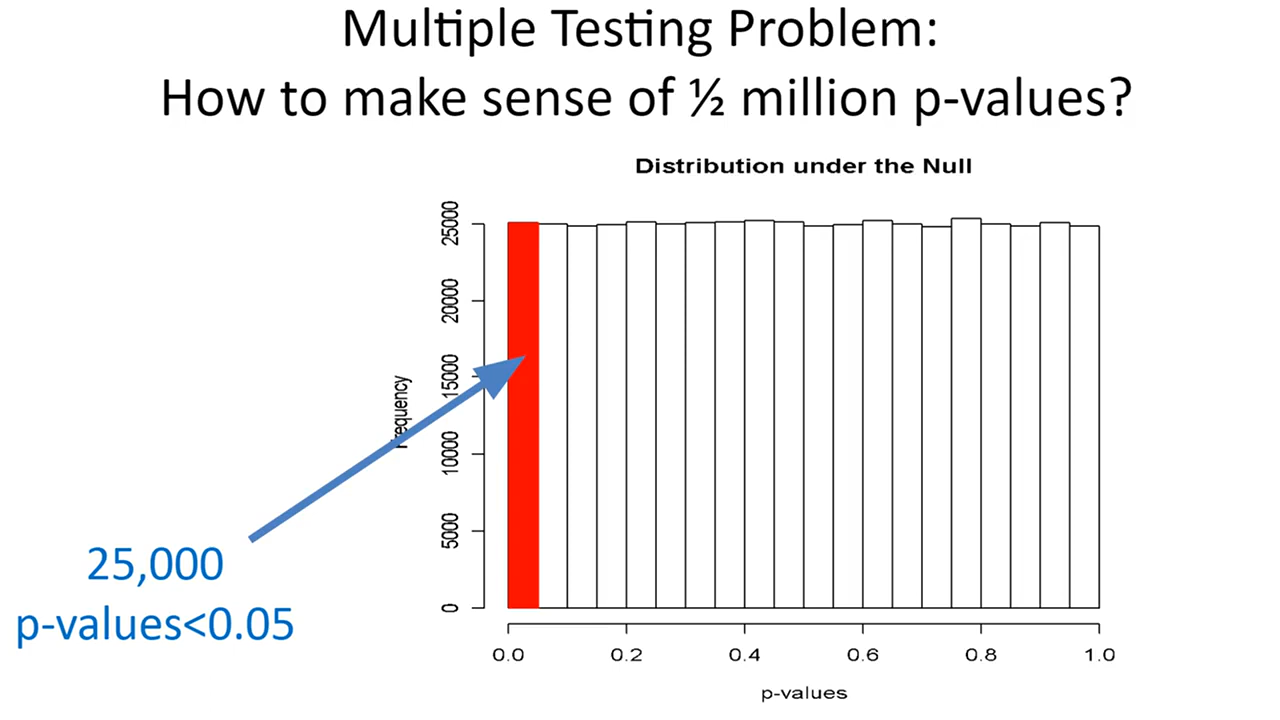 Multiple Testing Problem:
How to make sense of ½ million p-values?
Distribution under the Null
Frequency
25000
20000
15000
10000
5000
0
0.0 0.2 0.4 0.6 0.8 1.0
p-values
25,000
p-values<0.05